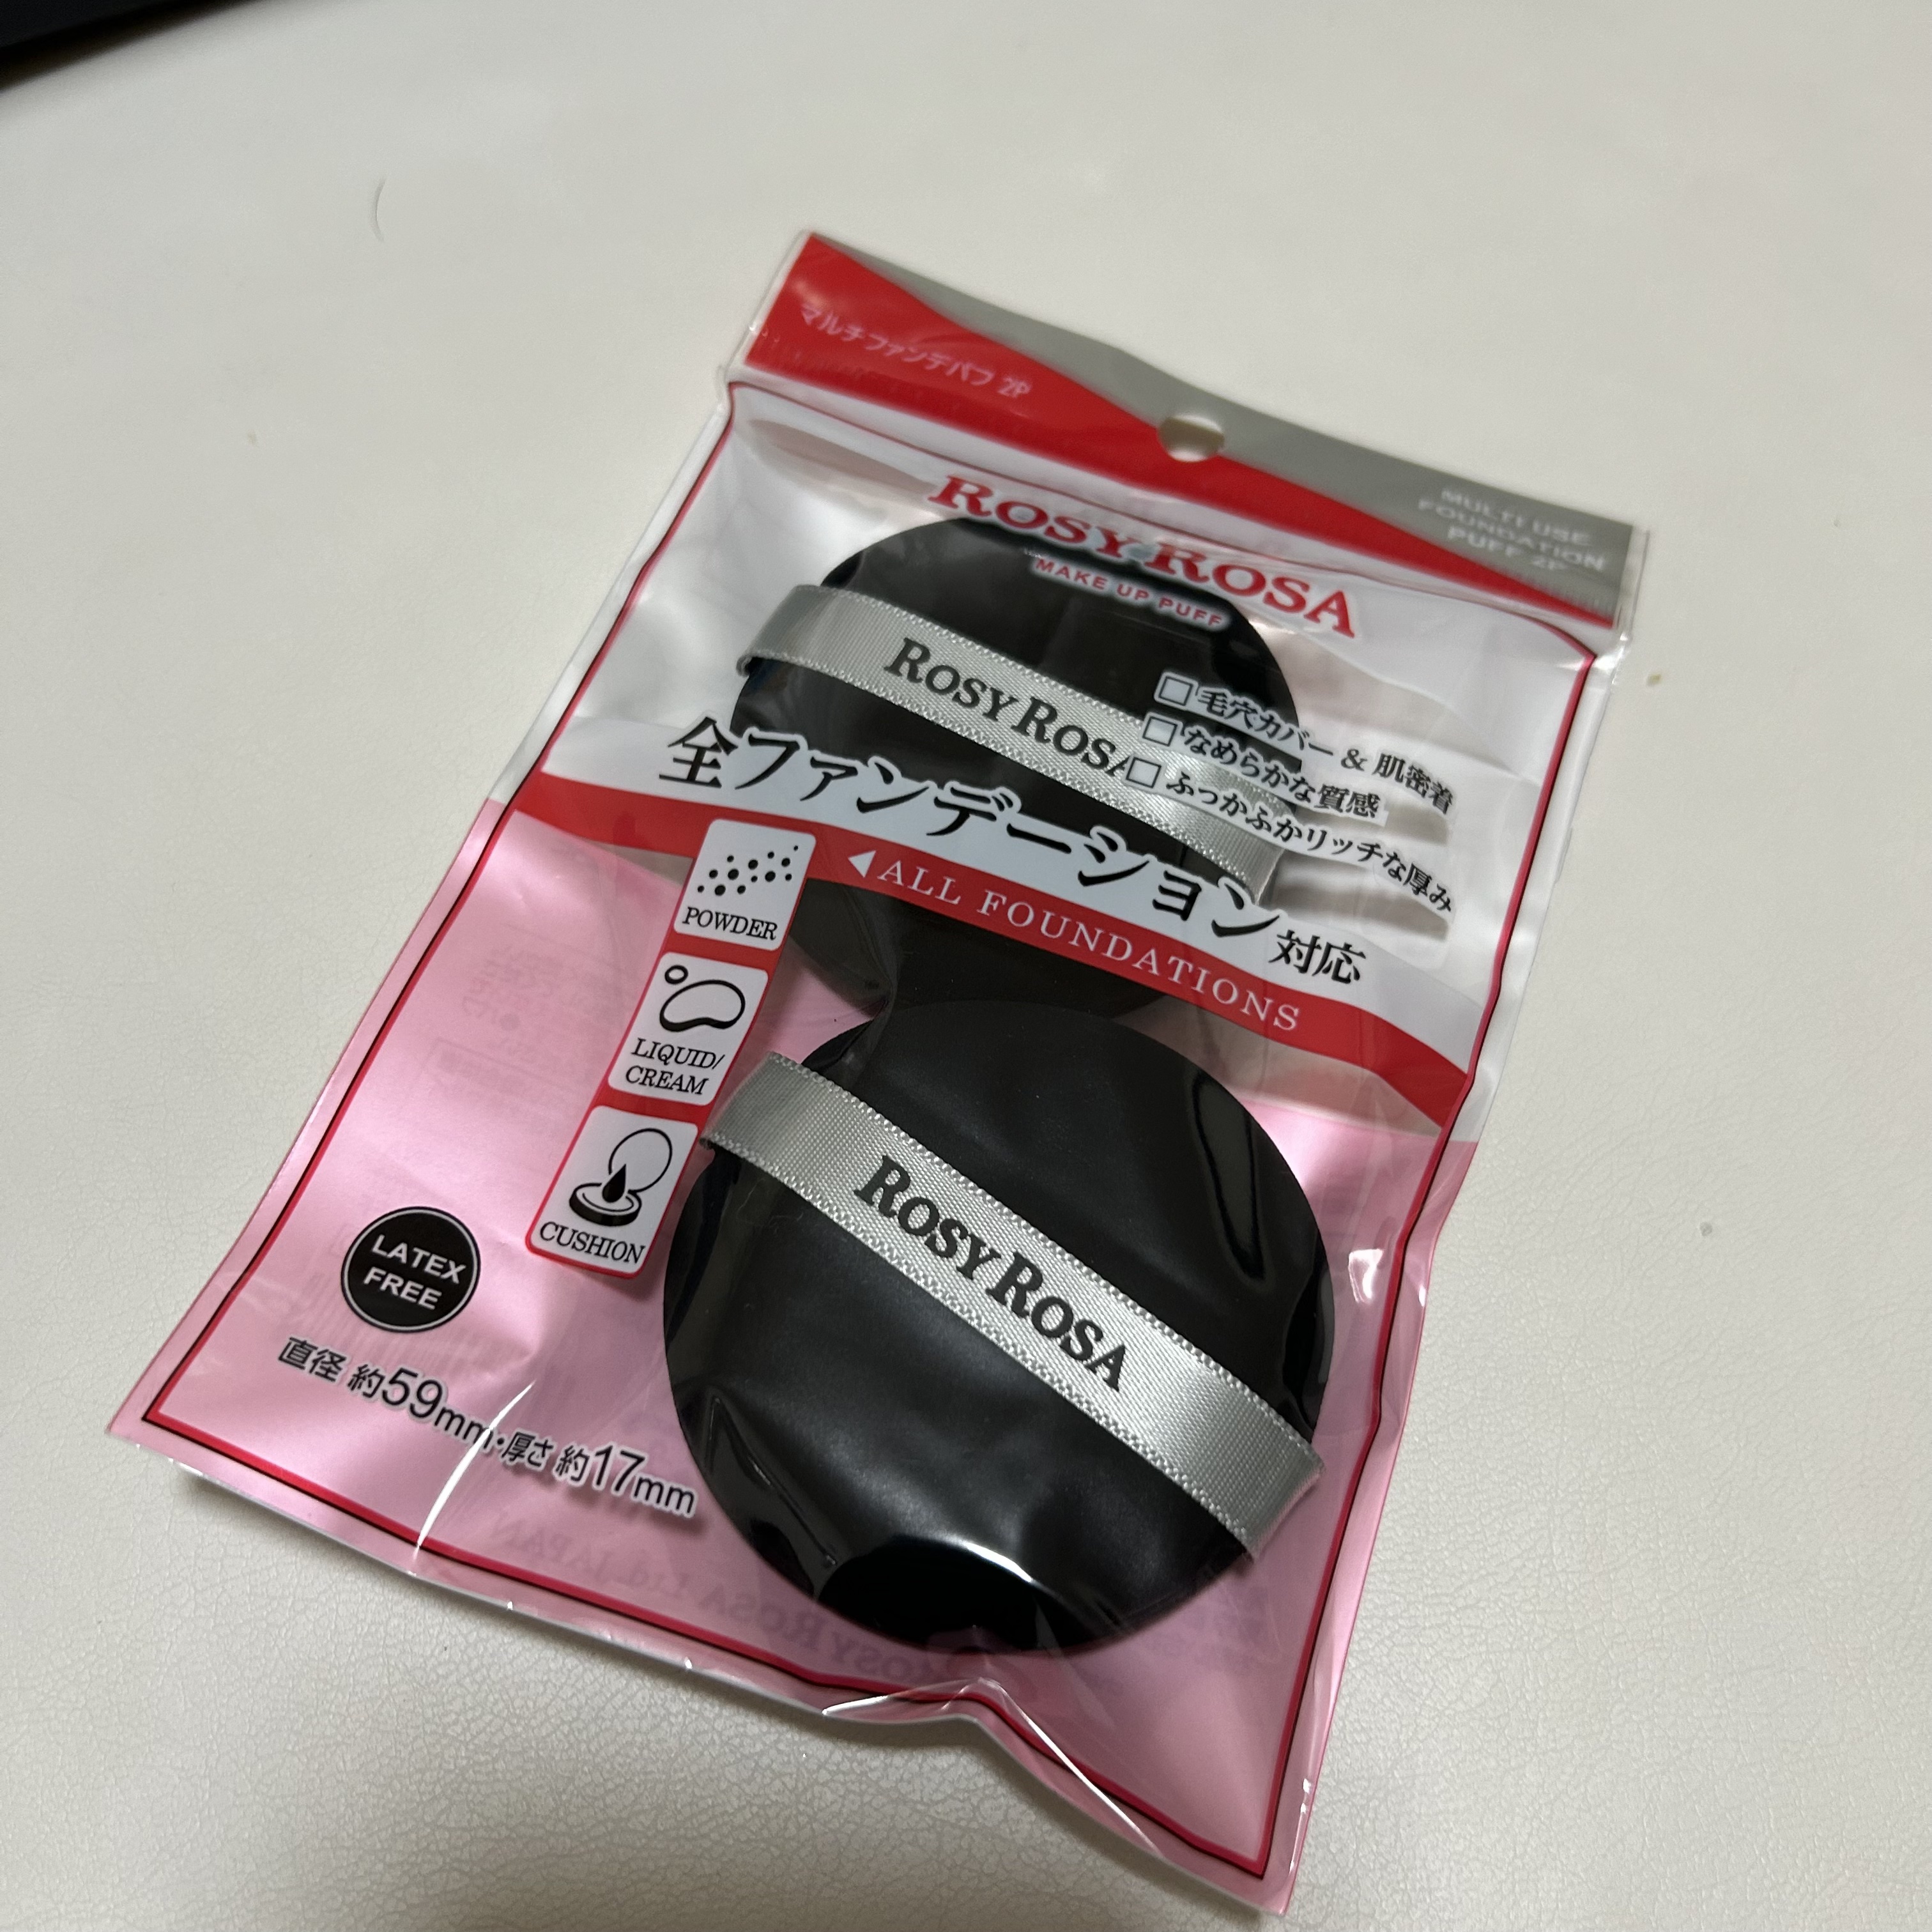 マルチファンデパフ 2P
MULTI USE
FOUNDATION
PUFF 2P
ROSY ROSA
MAKE UP PUFF
ROSY ROSA
□毛穴カバー & 肌密着
□なめらかな質感
□ふっかふかリッチな厚み
全ファンデーション対応
◀ALL FOUNDATIONS
POWDER
LIQUID/
CREAM
CUSHION
ROSY ROSA
LATEX
FREE
直径 約59mm・厚さ 約17mm